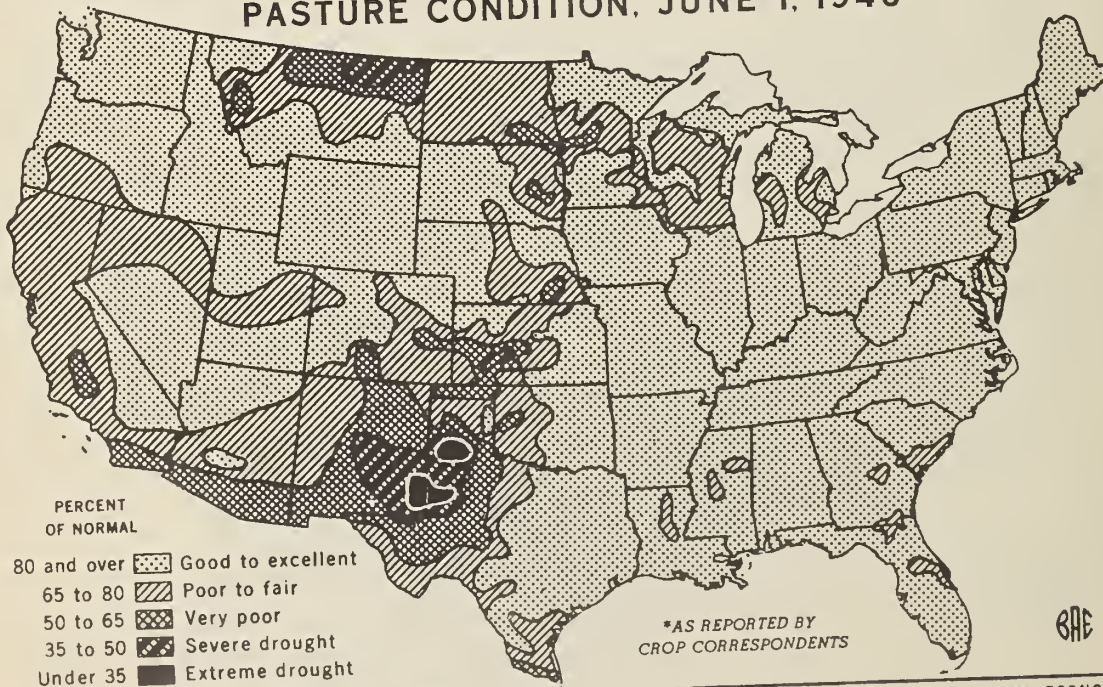 PASTURE CONDITION, JUNE 1,
PERCENT
OF NORMAL
80 and over Good to excellent
65 to 80 Poor to fair
50 to 65 Very poor
35 to 50 Severe drought
Under 35 Extreme drought
*AS REPORTED BY
CROP CORRESPONDENTS
BAE